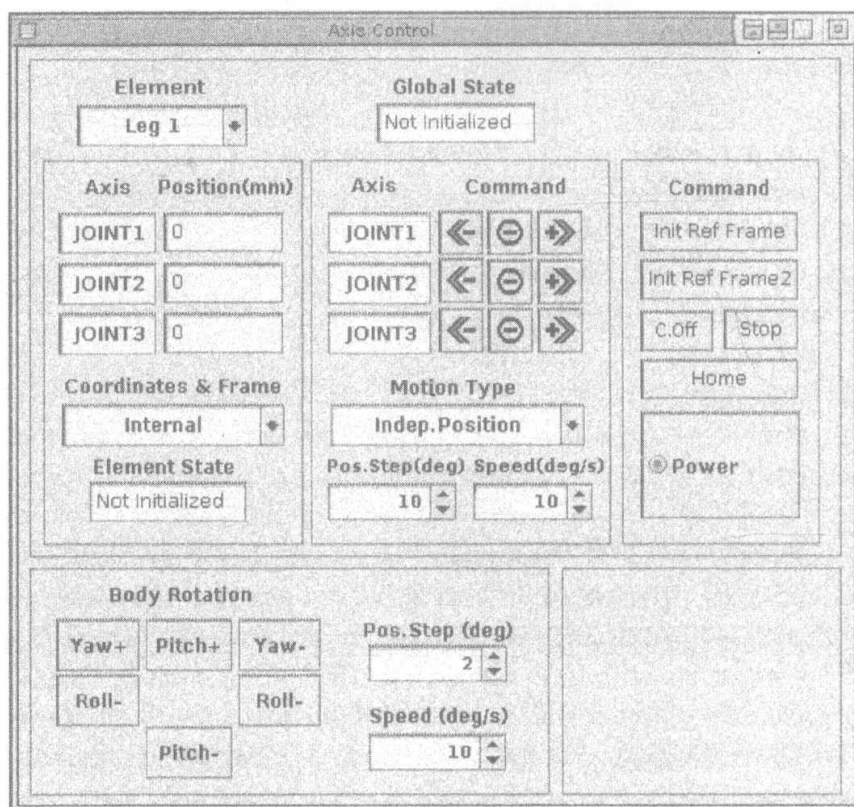 Axis Control
Element
Leg 1
Global State
Not Initialized
Axis Position(mm)
JOINT1 0
JOINT2 0
JOINT3 0
Coordinates & Frame
Internal
Element State
Not Initialized
Axis Command
JOINT1
JOINT2
JOINT3
Motion Type
Indep.Position
Pos.Step(deg) Speed(deg/s)
10 10
Command
Init Ref Frame
Init Ref Frame2
C.Off Stop
Home
Power
Body Rotation
Yaw+ Pitch+ Yaw-
Roll- Roll-
Pitch-
Pos.Step (deg)
2
Speed (deg/s)
10